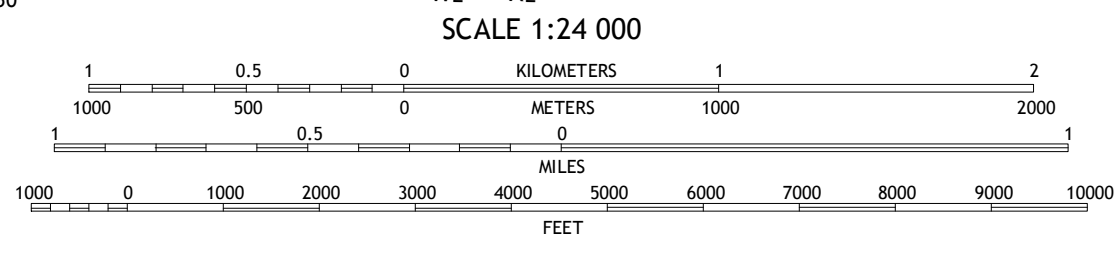 SCALE 1:24 000
1 0.5 0 KILOMETERS 1 2
1000 500 0 METERS 1000 2000
1 0.5 0 1
MILES
1000 0 1000 2000 3000 4000 5000 6000 7000 8000 9000 10000
FEET